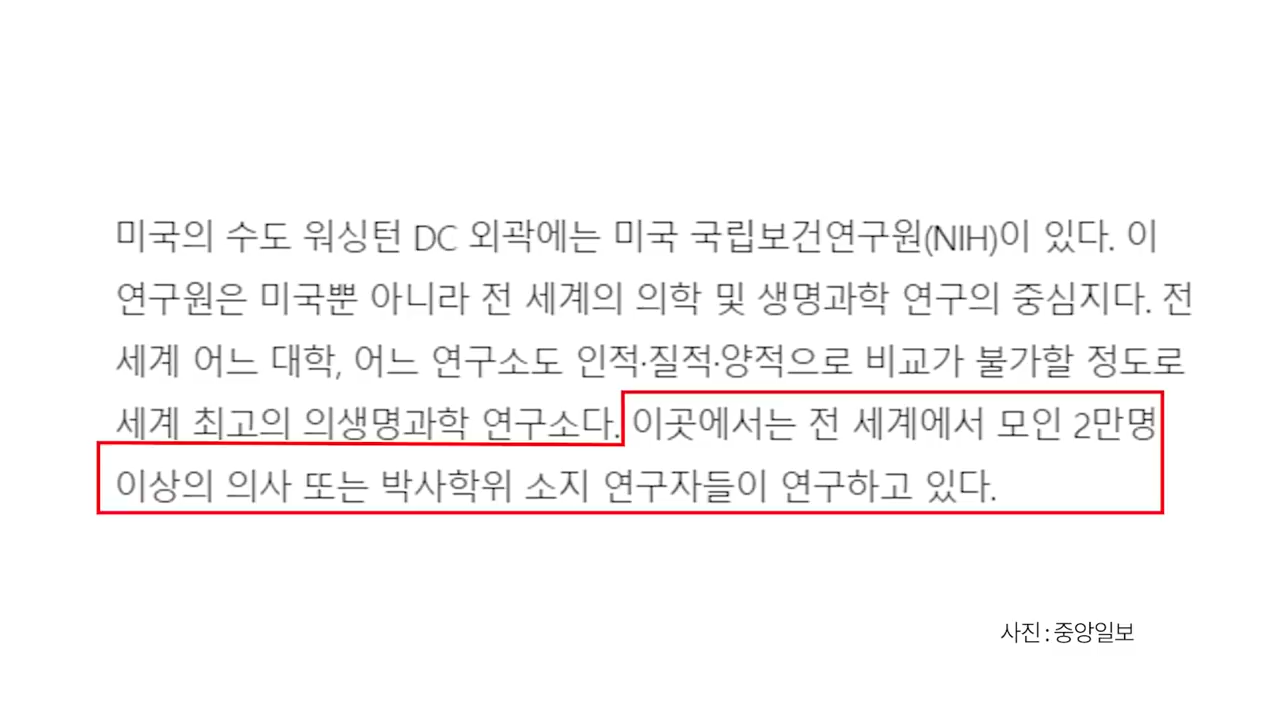 미국의 수도 워싱턴 DC 외곽에는 미국 국립보건연구원(NIH)이 있다. 이
연구원은 미국뿐 아니라 전 세계의 의학 및 생명과학 연구의 중심지다. 전
세계 어느 대학, 어느 연구소도 인적·질적·양적으로 비교가 불가할 정도로
세계 최고의 의생명과학 연구소다. 이곳에서는 전 세계에서 모인 2만명
이상의 의사 또는 박사학위 소지 연구자들이 연구하고 있다.
사진 : 중앙일보